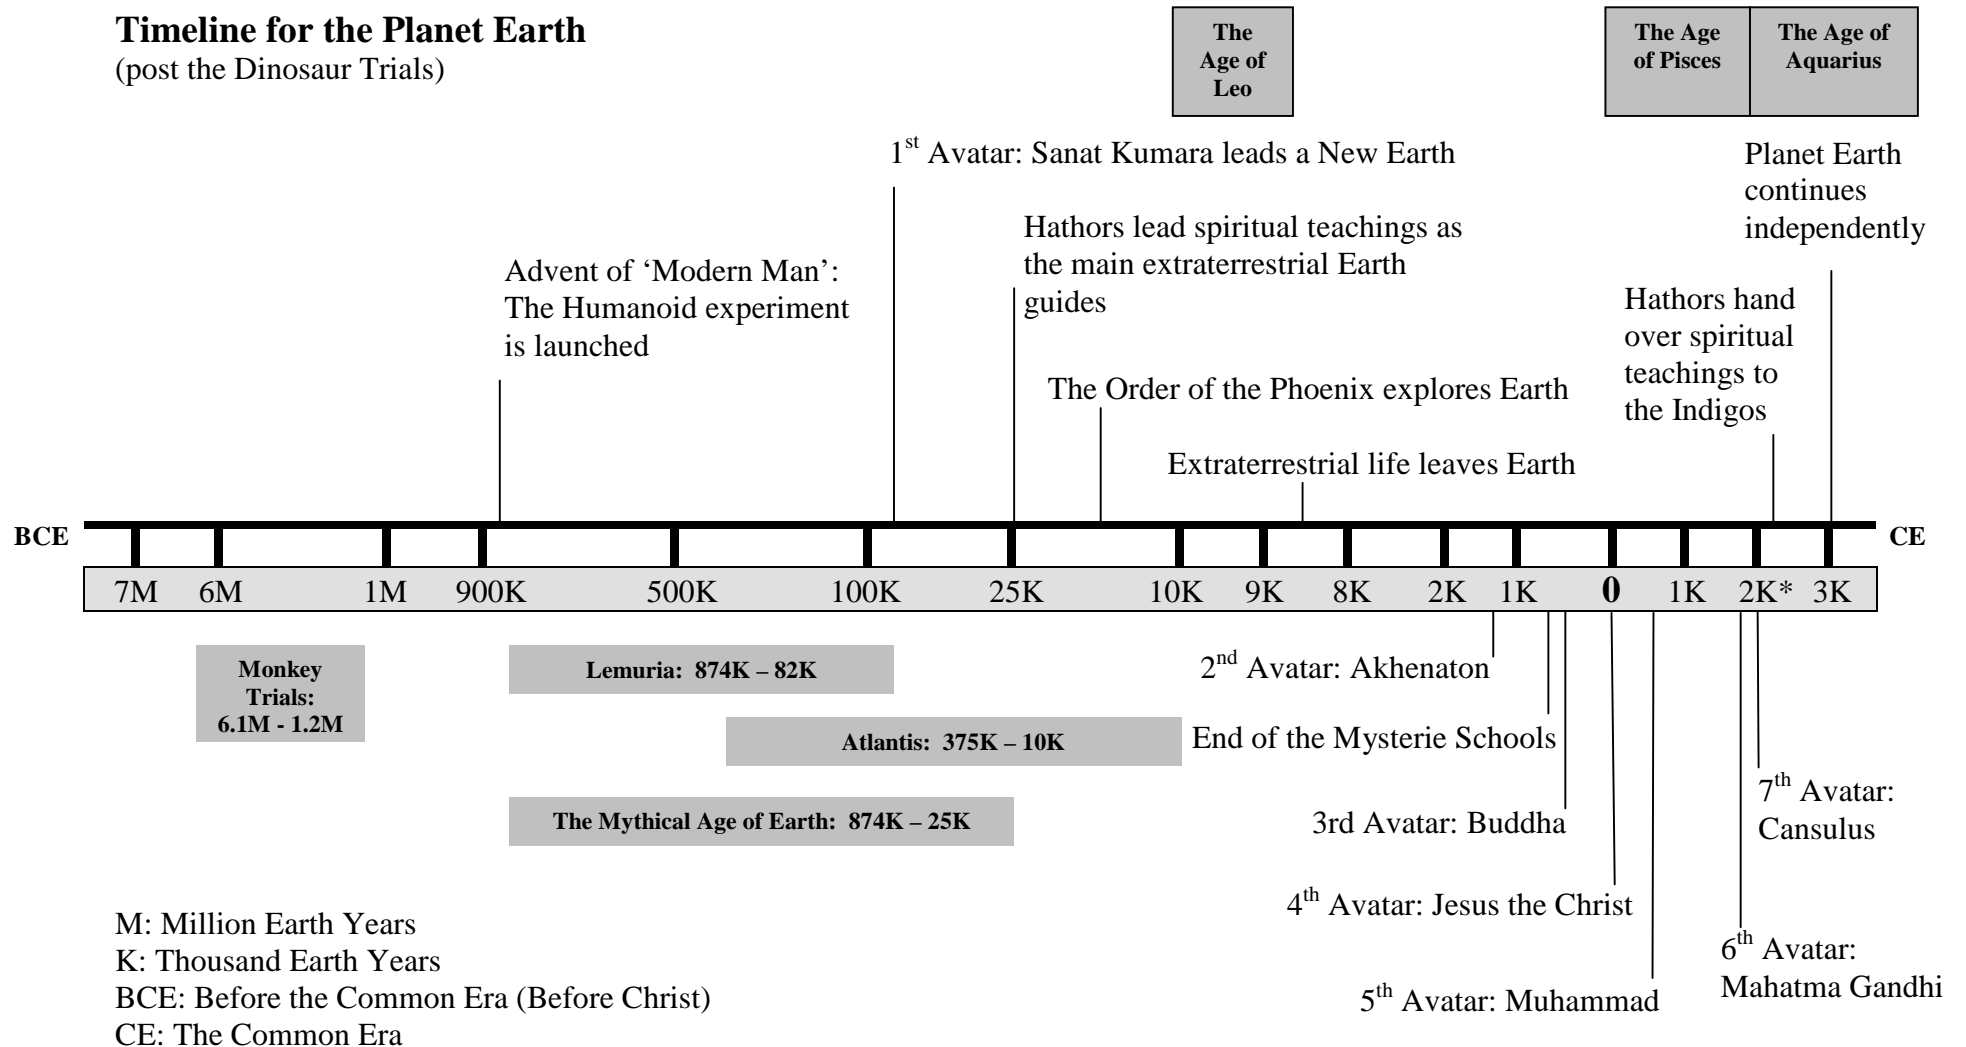 Timeline for the Planet Earth
(post the Dinosaur Trials)
The
Age of
Leo
The Age
of Pisces
The Age of
Aquarius
1st Avatar: Sanat Kumara leads a New Earth
Planet Earth
continues
independently
Hathors lead spiritual teachings as
the main extraterrestrial Earth
guides
Advent of ‘Modern Man’:
The Humanoid experiment
is launched
Hathors hand
over spiritual
teachings to
the Indigos
The Order of the Phoenix explores Earth
Extraterrestrial life leaves Earth
BCE
CE
7M 6M 1M 900K 500K 100K 25K 10K 9K 8K 2K 1K 0 1K 2K* 3K
Monkey
Trials:
6.1M - 1.2M
Lemuria: 874K – 82K
Atlantis: 375K – 10K
The Mythical Age of Earth: 874K – 25K
2nd Avatar: Akhenaton
End of the Mysterie Schools
3rd Avatar: Buddha
4th Avatar: Jesus the Christ
5th Avatar: Muhammad
7th Avatar:
Cansulus
6th Avatar:
Mahatma Gandhi
M: Million Earth Years
K: Thousand Earth Years
BCE: Before the Common Era (Before Christ)
CE: The Common Era